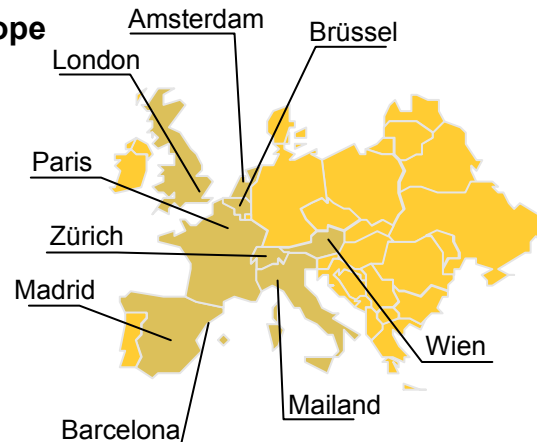 ope
Amsterdam
Brüssel
London
Paris
Zürich
Madrid
Wien
Mailand
Barcelona